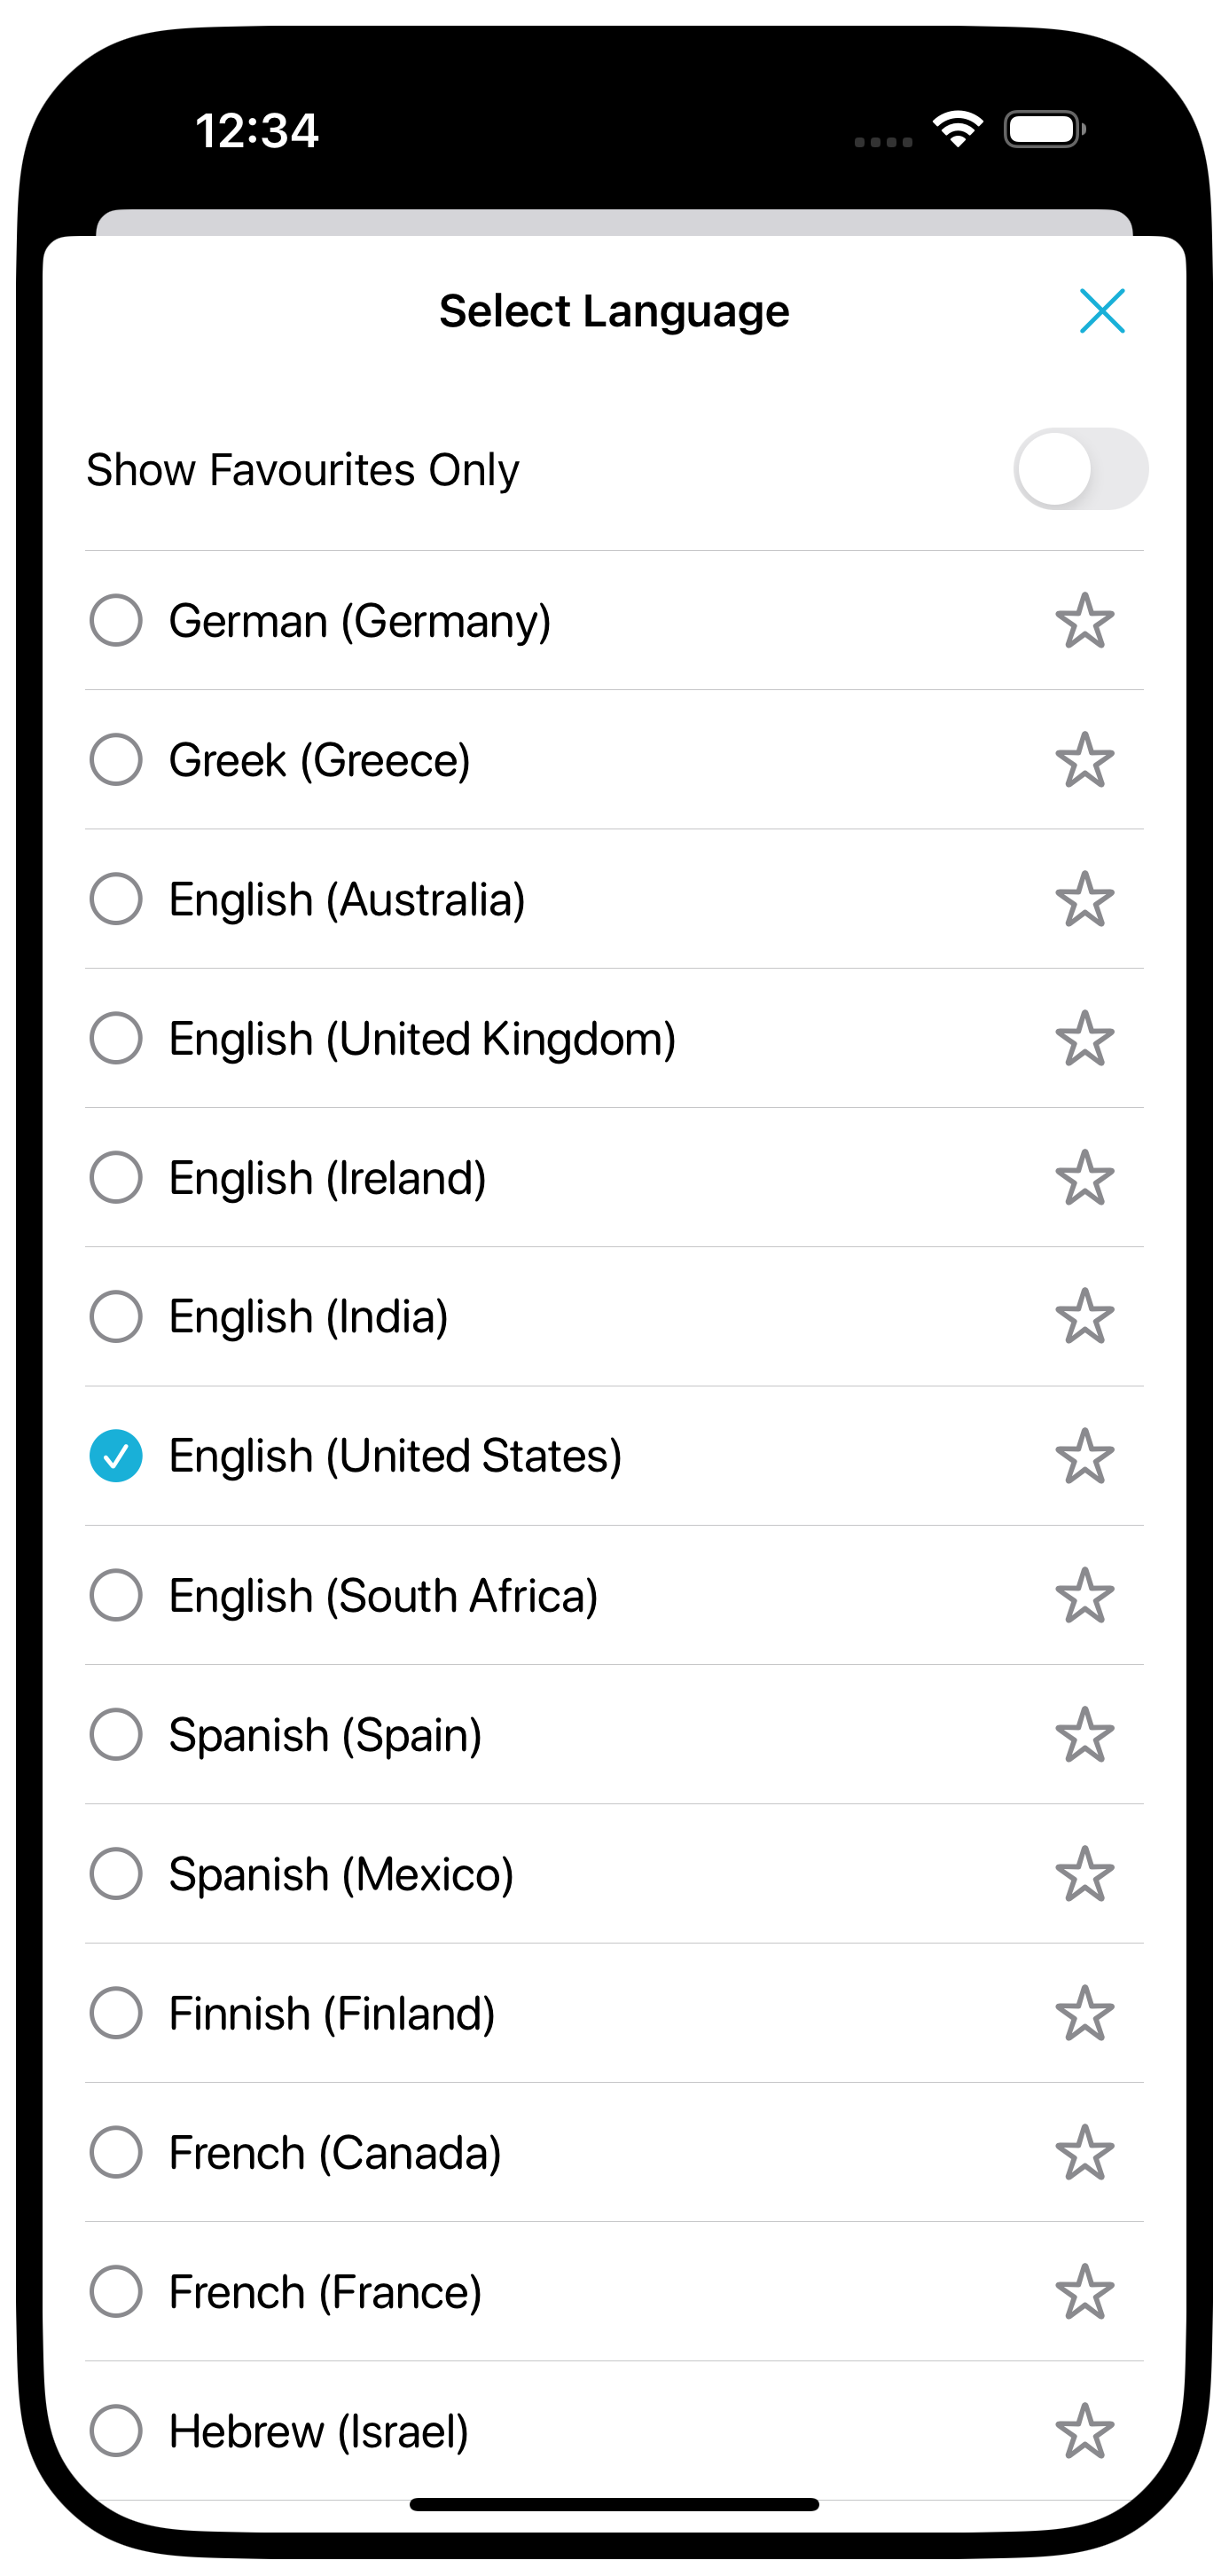 12:34
Select Language
Show Favourites Only
German (Germany)
Greek (Greece)
English (Australia)
English (United Kingdom)
English (Ireland)
English (India)
English (United States)
English (South Africa)
Spanish (Spain)
Spanish (Mexico)
Finnish (Finland)
French (Canada)
French (France)
Hebrew (Israel)